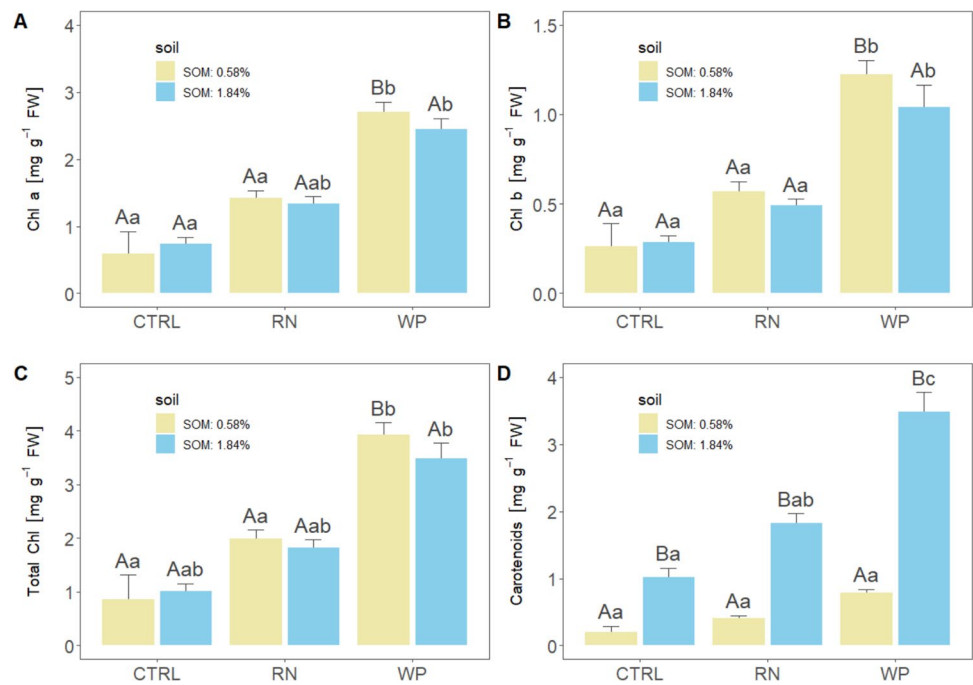 A
Chl a [mg g⁻¹ FW]
4
3
2
1
0
soil
SOM: 0.58%
SOM: 1.84%
Aa
Aa
Aa
Aab
Bb
Ab
CTRL
RN
WP
B
Chl b [mg g⁻¹ FW]
1.5
1.0
0.5
0.0
soil
SOM: 0.58%
SOM: 1.84%
Aa
Aa
Aa
Aa
Bb
Ab
CTRL
RN
WP
C
Total Chl [mg g⁻¹ FW]
5
4
3
2
1
0
soil
SOM: 0.58%
SOM: 1.84%
Aa
Aab
Aa
Aab
Bb
Ab
CTRL
RN
WP
D
Carotenoids [mg g⁻¹ FW]
4
3
2
1
0
soil
SOM: 0.58%
SOM: 1.84%
Aa
Ba
Aa
Bab
Aa
Bc
CTRL
RN
WP